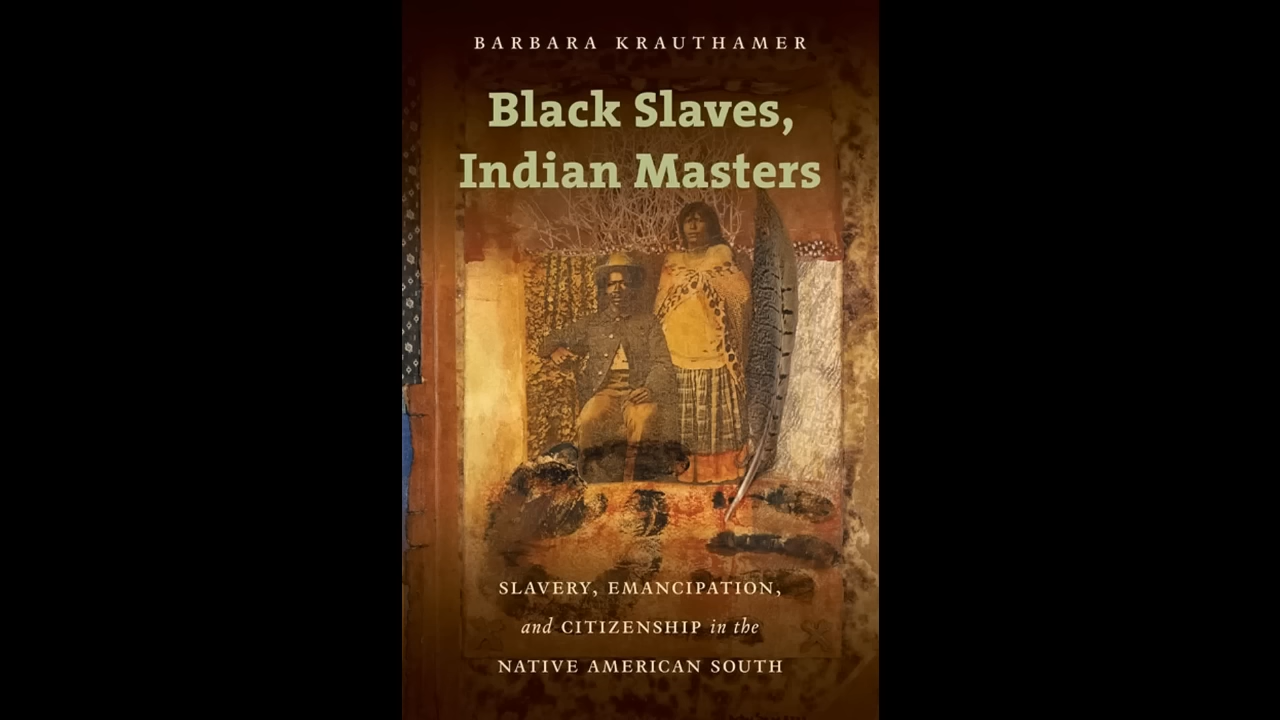 BARBARA KRAUTHAMER
Black Slaves,
Indian Masters
SLAVERY, EMANCIPATION,
and CITIZENSHIP in the
NATIVE AMERICAN SOUTH